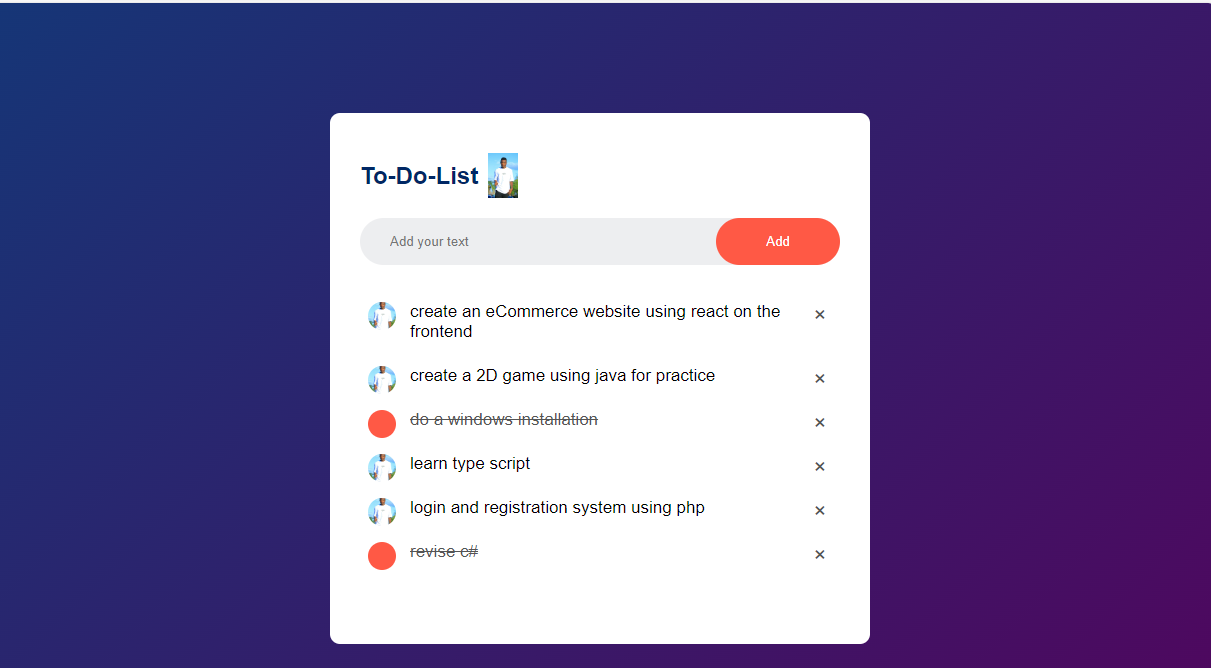 To-Do-List
Add your text
Add
create an eCommerce website using react on the
frontend
×
create a 2D game using java for practice
×
do a windows installation
×
learn type script
×
login and registration system using php
×
revise c#
×